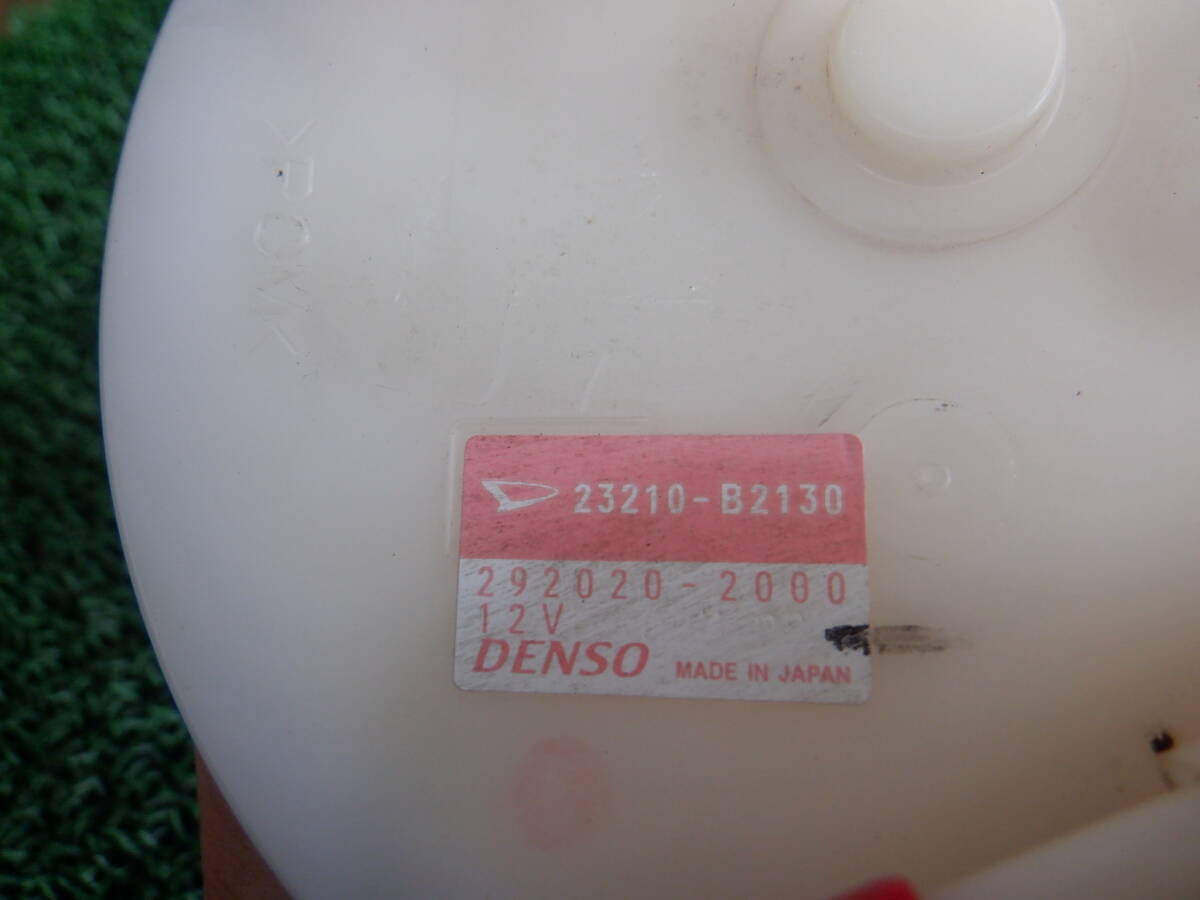 23210-B2130
292020-2000
12V
DENSO MADE IN JAPAN